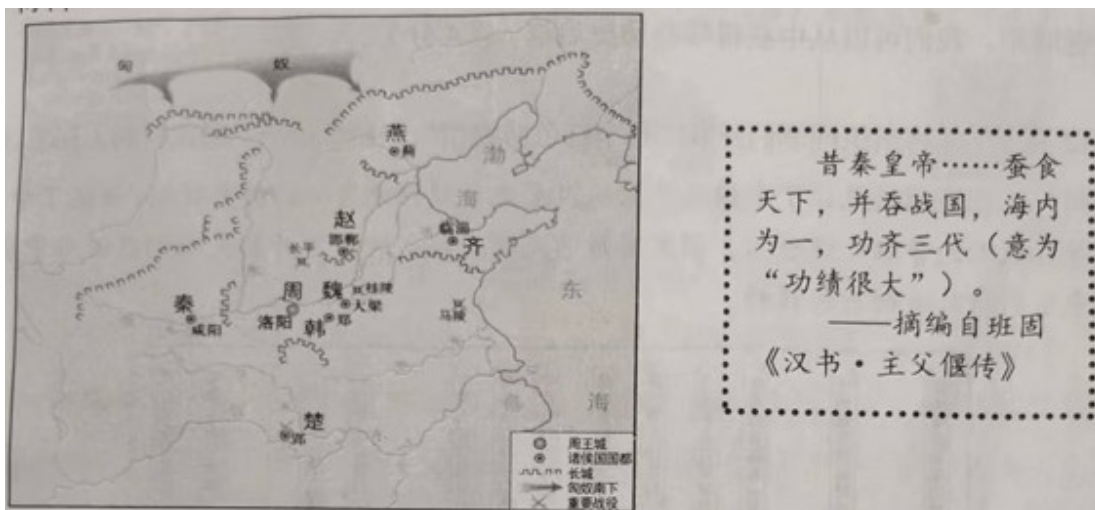 匈 奴
燕
蓟
渤
海
赵
邯郸
长平
临淄
齐
秦
咸阳
周
洛阳
魏
桂陵
大梁
韩
郑
马陵
东
海
楚
郢
周王城
诸侯国国都
长城
匈奴南下
重要战役
昔秦皇帝……蚕食
天下，并吞战国，海内
为一，功齐三代（意为
“功绩很大”）。
——摘编自班固
《汉书·主父偃传》